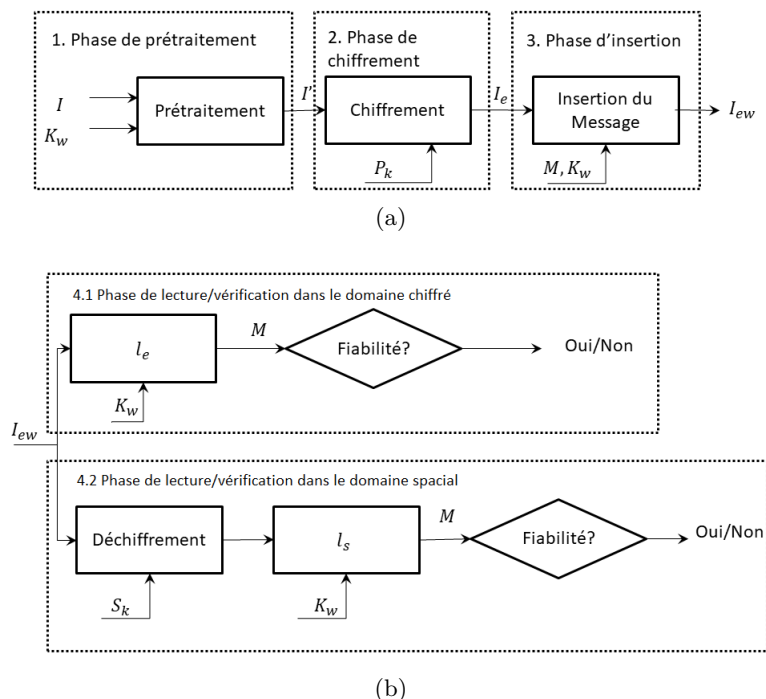 1. Phase de prétraitement
I
K_w
Prétraitement
I'
2. Phase de
chiffrement
Chiffrement
P_k
I_e
3. Phase d'insertion
Insertion du
Message
M, K_w
I_ew
(a)
4.1 Phase de lecture/vérification dans le domaine chiffré
l_e
K_w
M
Fiabilité?
Oui/Non
I_ew
4.2 Phase de lecture/vérification dans le domaine spacial
Déchiffrement
S_k
l_s
K_w
M
Fiabilité?
Oui/Non
(b)